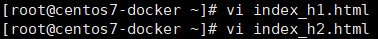 [root@centos7-docker ~]# vi index_h1.html
[root@centos7-docker ~]# vi index_h2.html